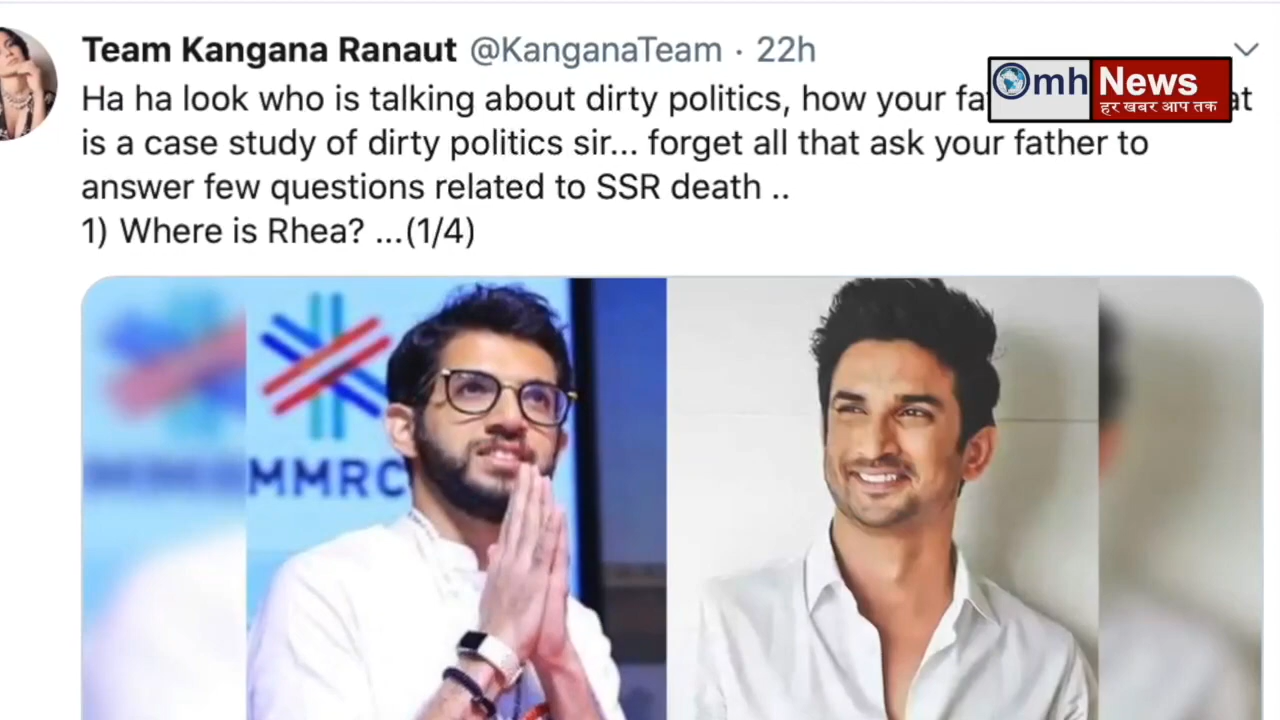 Team Kangana Ranaut @KanganaTeam · 22h
Ha ha look who is talking about dirty politics, how your
is a case study of dirty politics sir... forget all that ask your father to
answer few questions related to SSR death ..
1) Where is Rhea? ...(1/4)
mh News
हर खबर आप तक
MMRC